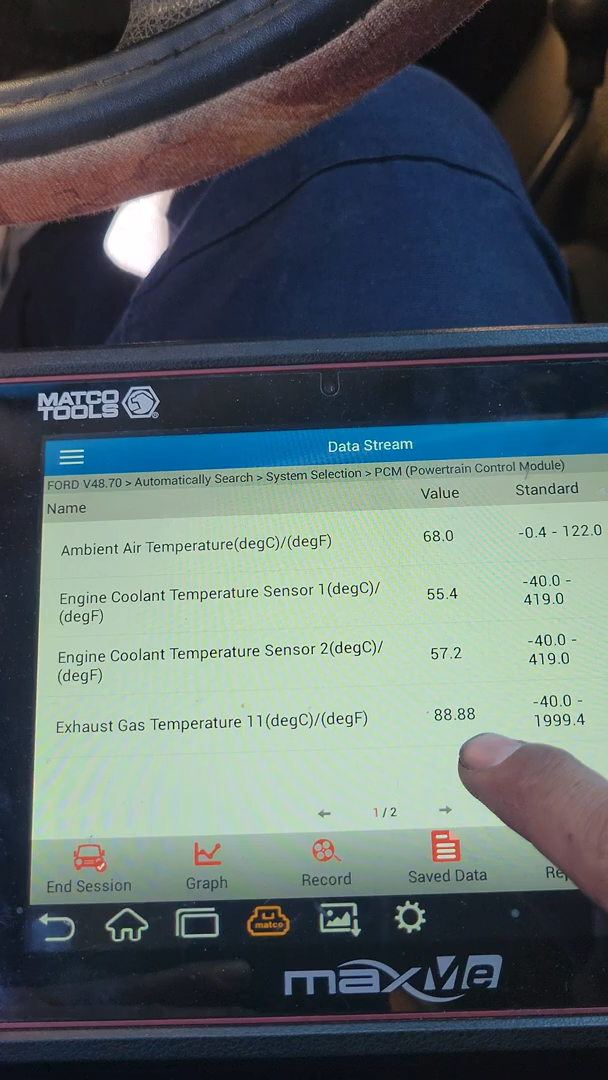 MATCO
TOOLS
Data Stream
FORD V48.70 > Automatically Search > System Selection > PCM (Powertrain Control Module)
Name Value Standard
Ambient Air Temperature(degC)/(degF) 68.0 -0.4 - 122.0
Engine Coolant Temperature Sensor 1(degC)/
(degF) 55.4 -40.0 -
419.0
Engine Coolant Temperature Sensor 2(degC)/
(degF) 57.2 -40.0 -
419.0
Exhaust Gas Temperature 11(degC)/(degF) 88.88 -40.0 -
1999.4
1/2
End Session Graph Record Saved Data
matco
maxme